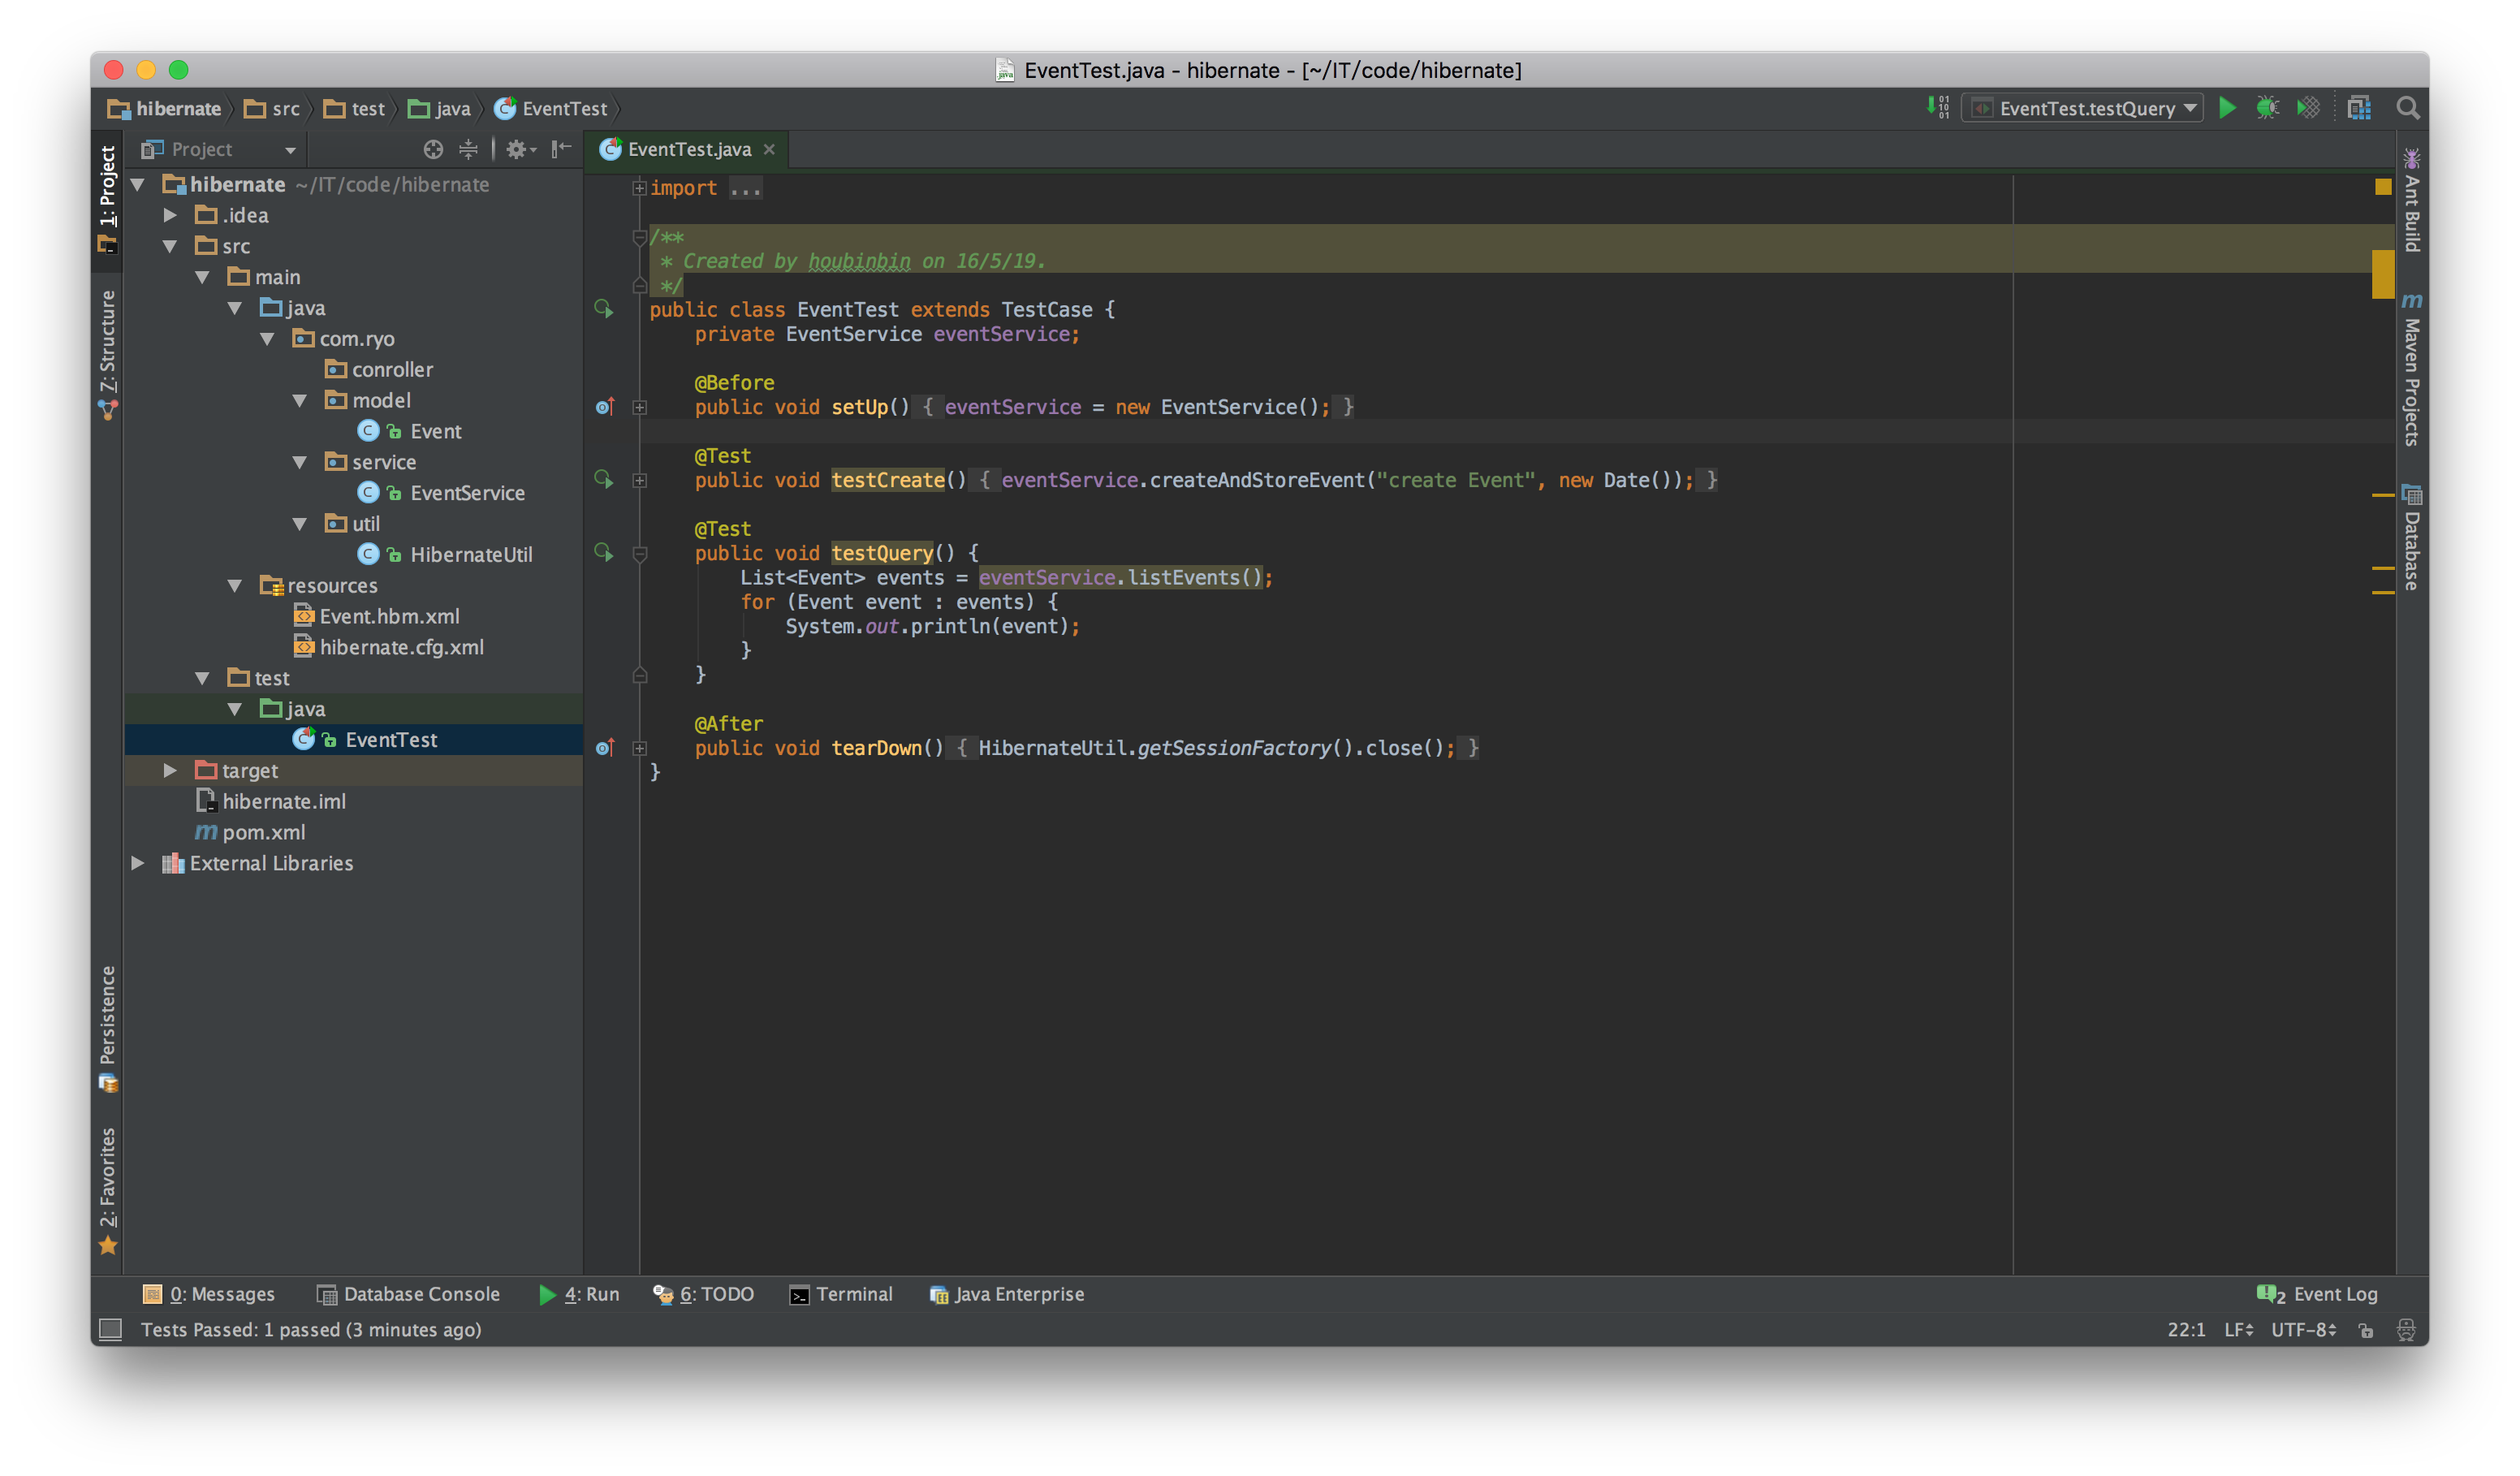 EventTest.java - hibernate - [~/IT/code/hibernate]
hibernate src test java EventTest
EventTest.testQuery
1: Project
Z: Structure
Persistence
2: Favorites
Project
hibernate ~/IT/code/hibernate
.idea
src
main
java
com.ryo
conroller
model
Event
service
EventService
util
HibernateUtil
resources
Event.hbm.xml
hibernate.cfg.xml
test
java
EventTest
target
hibernate.iml
pom.xml
External Libraries
EventTest.java
import ...
/**
* Created by houbinbin on 16/5/19.
*/
public class EventTest extends TestCase {
private EventService eventService;
@Before
public void setUp() { eventService = new EventService(); }
@Test
public void testCreate() { eventService.createAndStoreEvent("create Event", new Date()); }
@Test
public void testQuery() {
List<Event> events = eventService.listEvents();
for (Event event : events) {
System.out.println(event);
}
}
@After
public void tearDown() { HibernateUtil.getSessionFactory().close(); }
}
Ant Build
Maven Projects
Database
0: Messages Database Console 4: Run 6: TODO Terminal Java Enterprise 2 Event Log
Tests Passed: 1 passed (3 minutes ago) 22:1 LF UTF-8